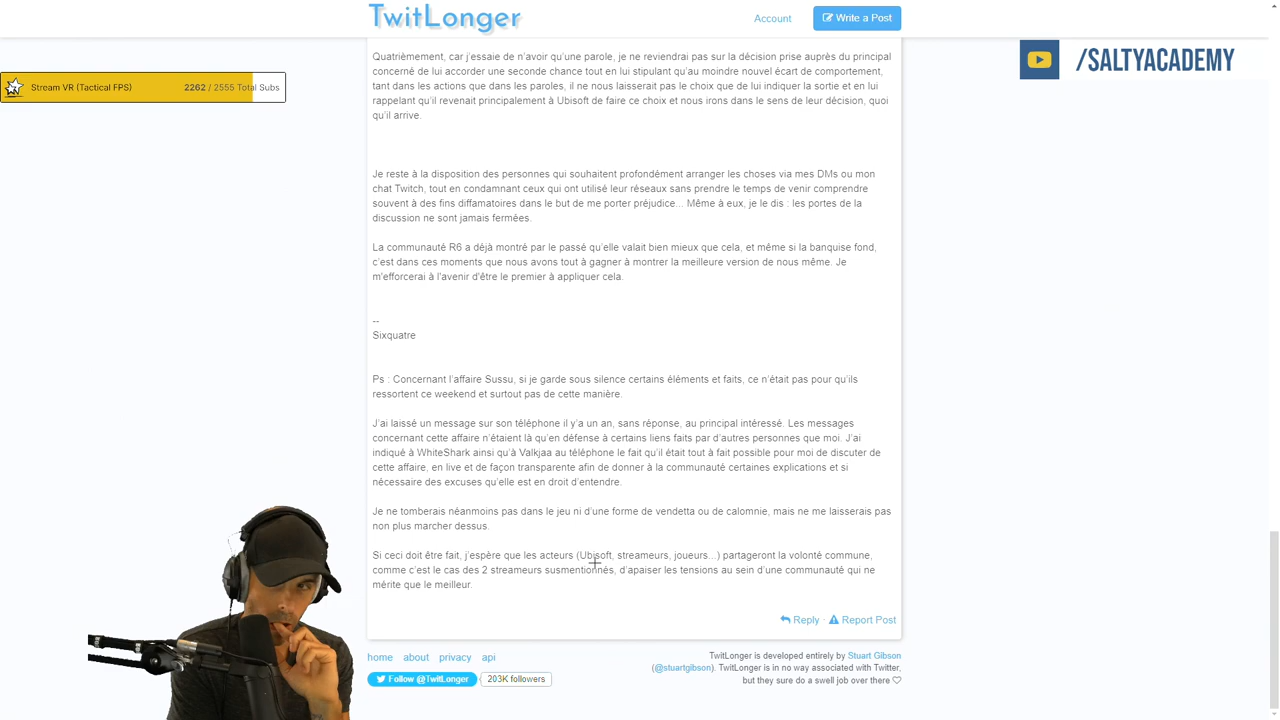 TwitLonger
Account
Write a Post
/SALTYACADEMY
Stream VR (Tactical FPS) 2262 / 2555 Total Subs
Quatrièmement, car j'essaie de n'avoir qu'une parole, je ne reviendrai pas sur la décision prise auprès du principal
concerné de lui accorder une seconde chance tout en lui stipulant qu'au moindre nouvel écart de comportement,
tant dans les actions que dans les paroles, il ne nous laisserait pas le choix que de lui indiquer la sortie et en lui
rappelant qu'il revenait principalement à Ubisoft de faire ce choix et nous irons dans le sens de leur décision, quoi
qu'il arrive.
Je reste à la disposition des personnes qui souhaitent profondément arranger les choses via mes DMs ou mon
chat Twitch, tout en condamnant ceux qui ont utilisé leur réseaux sans prendre le temps de venir comprendre
souvent à des fins diffamatoires dans le but de me porter préjudice... Même à eux, je le dis : les portes de la
discussion ne sont jamais fermées.
La communauté R6 a déjà montré par le passé qu'elle valait bien mieux que cela, et même si la banquise fond,
c'est dans ces moments que nous avons tout à gagner à montrer la meilleure version de nous même. Je
m'efforcerai à l'avenir d'être le premier à appliquer cela.
--
Sixquatre
Ps : Concernant l'affaire Sussu, si je garde sous silence certains éléments et faits, ce n'était pas pour qu'ils
ressortent ce weekend et surtout pas de cette manière.
J'ai laissé un message sur son téléphone il y'a un an, sans réponse, au principal intéressé. Les messages
concernant cette affaire n'étaient là qu'en défense à certains liens faits par d'autres personnes que moi. J'ai
indiqué à WhiteShark ainsi qu'à Valkjaa au téléphone le fait qu'il était tout à fait possible pour moi de discuter de
cette affaire, en live et de façon transparente afin de donner à la communauté certaines explications et si
nécessaire des excuses qu'elle est en droit d'entendre.
Je ne tomberais néanmoins pas dans le jeu ni d'une forme de vendetta ou de calomnie, mais ne me laisserais pas
non plus marcher dessus.
Si ceci doit être fait, j'espère que les acteurs (Ubisoft, streameurs, joueurs...) partageront la volonté commune,
comme c'est le cas des 2 streameurs susmentionnés, d'apaiser les tensions au sein d'une communauté qui ne
mérite que le meilleur.
Reply · Report Post
home about privacy api
Follow @TwitLonger 203K followers
TwitLonger is developed entirely by Stuart Gibson
(@stuartgibson). TwitLonger is in no way associated with Twitter,
but they sure do a swell job over there